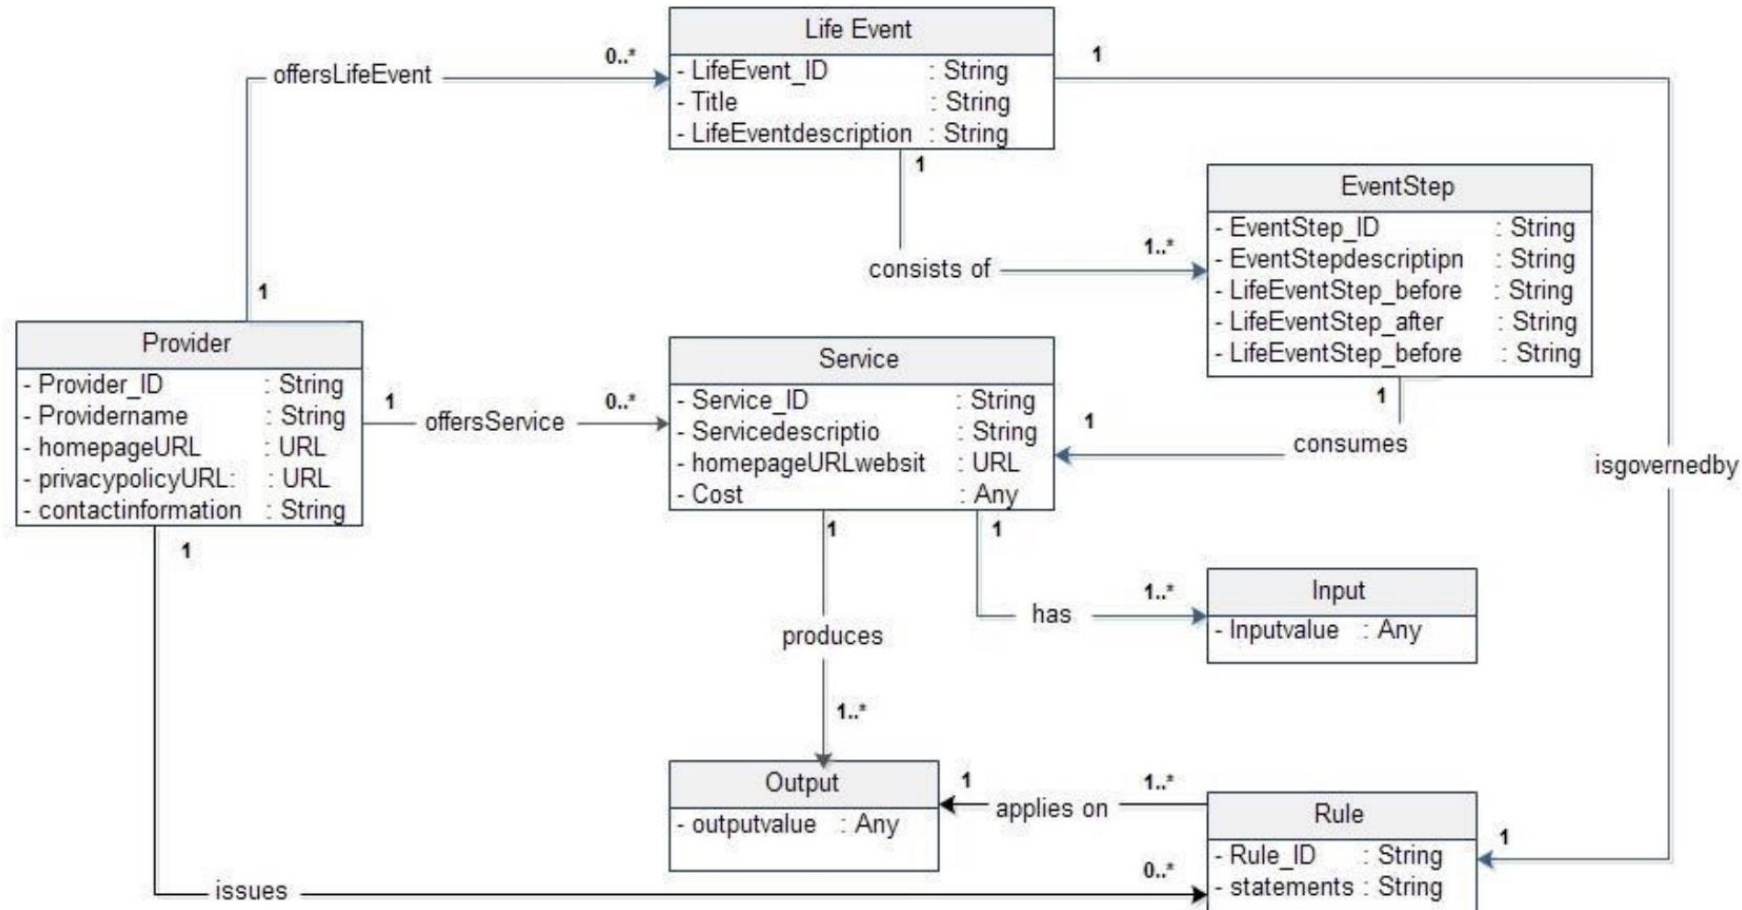 Life Event
- LifeEvent_ID : String
- Title : String
- LifeEventdescription : String
0..*
offersLifeEvent
1
1
1
EventStep
- EventStep_ID : String
- EventStepdescriptipn : String
- LifeEventStep_before : String
- LifeEventStep_after : String
- LifeEventStep_before : String
1..*
consists of
1
Provider
- Provider_ID : String
- Providername : String
- homepageURL : URL
- privacypolicyURL: : URL
- contactinformation : String
1
offersService
0..*
Service
- Service_ID : String
- Servicedescriptio : String
- homepageURLwebsit : URL
- Cost : Any
1
consumes
isgovernedby
1
1
1
has
1..*
Input
- Inputvalue : Any
produces
1..*
Output
- outputvalue : Any
1
applies on
1..*
Rule
- Rule_ID : String
- statements : String
1
issues
0..*